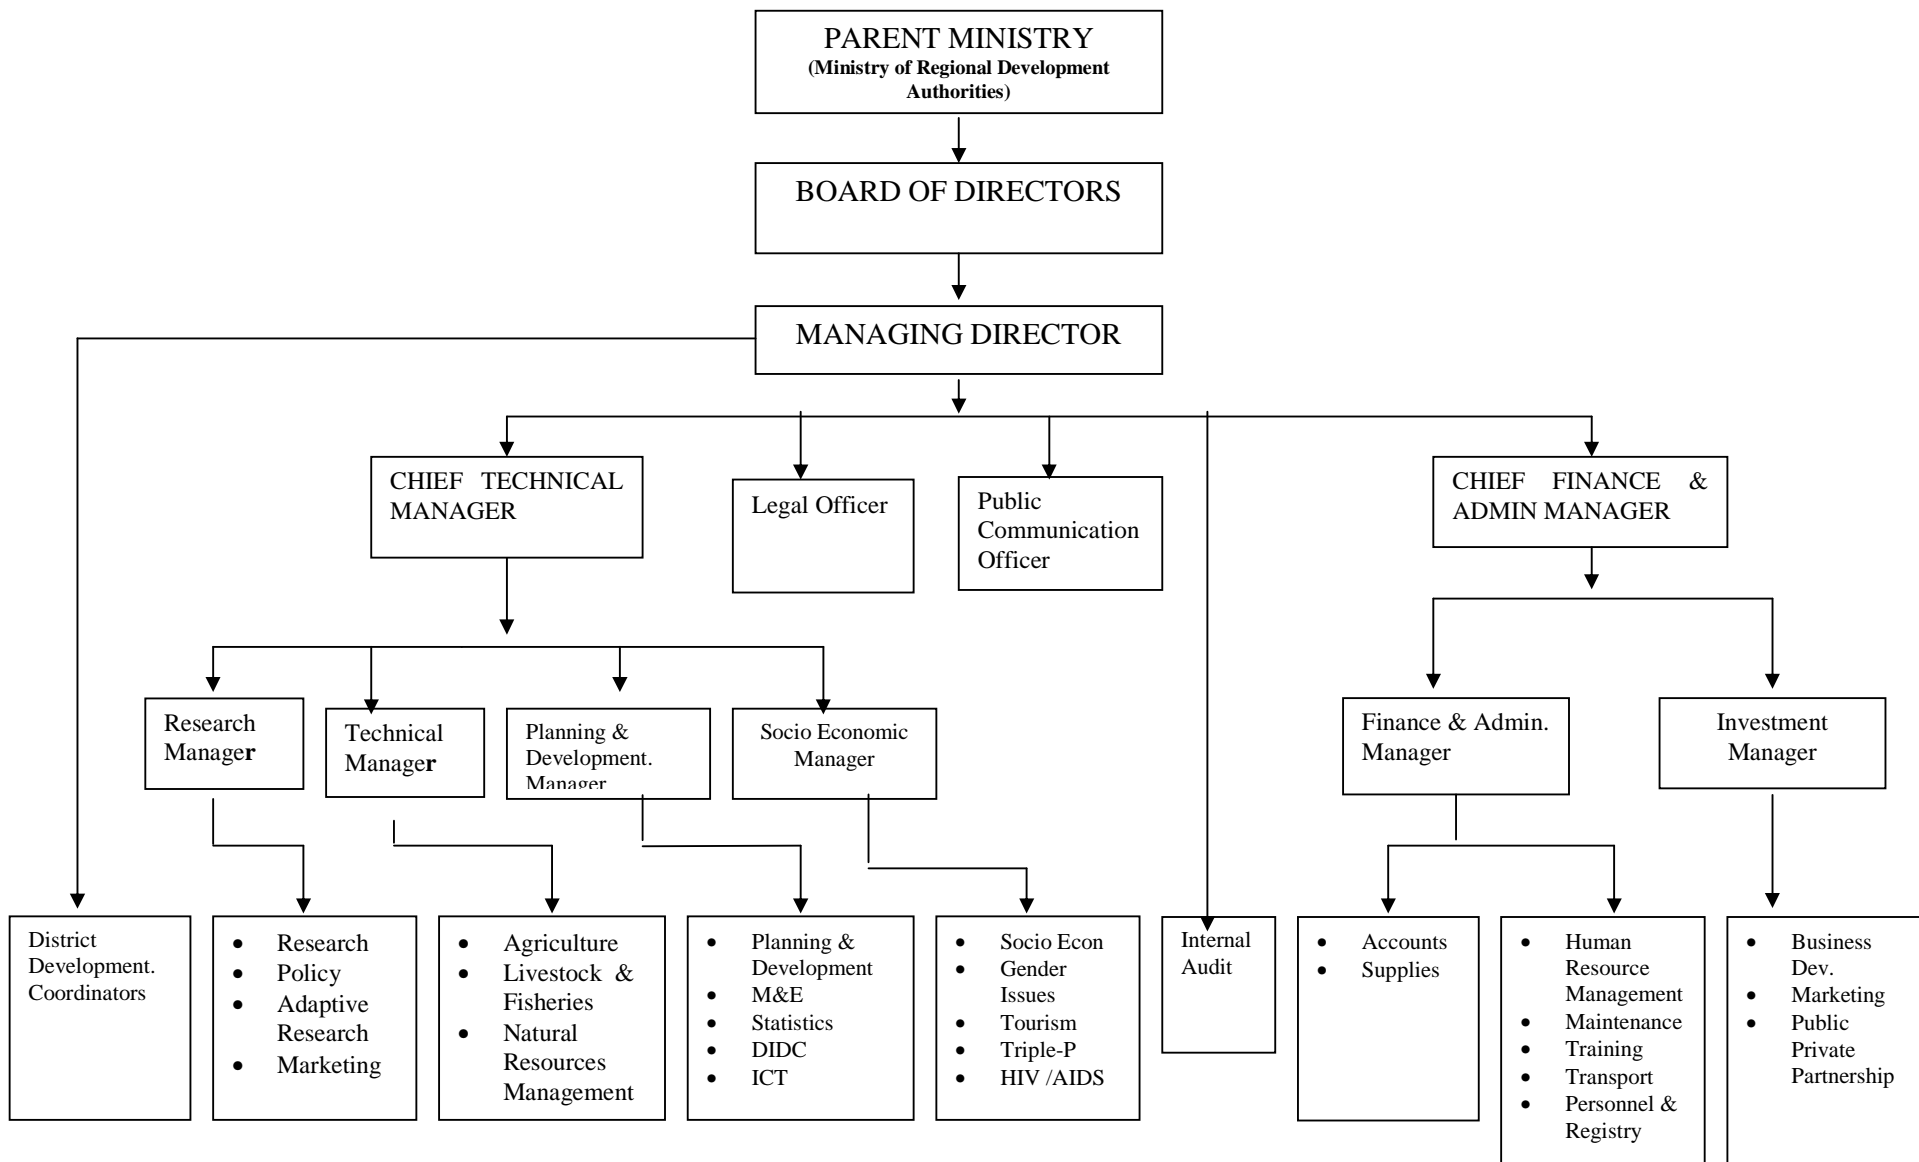 PARENT MINISTRY
(Ministry of Regional Development
Authorities)
BOARD OF DIRECTORS
MANAGING DIRECTOR
CHIEF TECHNICAL
MANAGER
Legal Officer
Public
Communication
Officer
CHIEF FINANCE &
ADMIN MANAGER
Research
Manager
Technical
Manager
Planning &
Development.
Manager
Socio Economic
Manager
Finance & Admin.
Manager
Investment
Manager
District
Development.
Coordinators
• Research
• Policy
• Adaptive
Research
• Marketing
• Agriculture
• Livestock &
Fisheries
• Natural
Resources
Management
• Planning &
Development
• M&E
• Statistics
• DIDC
• ICT
• Socio Econ
• Gender
Issues
• Tourism
• Triple-P
• HIV /AIDS
Internal
Audit
• Accounts
• Supplies
• Human
Resource
Management
• Maintenance
• Training
• Transport
• Personnel &
Registry
• Business
Dev.
• Marketing
• Public
Private
Partnership